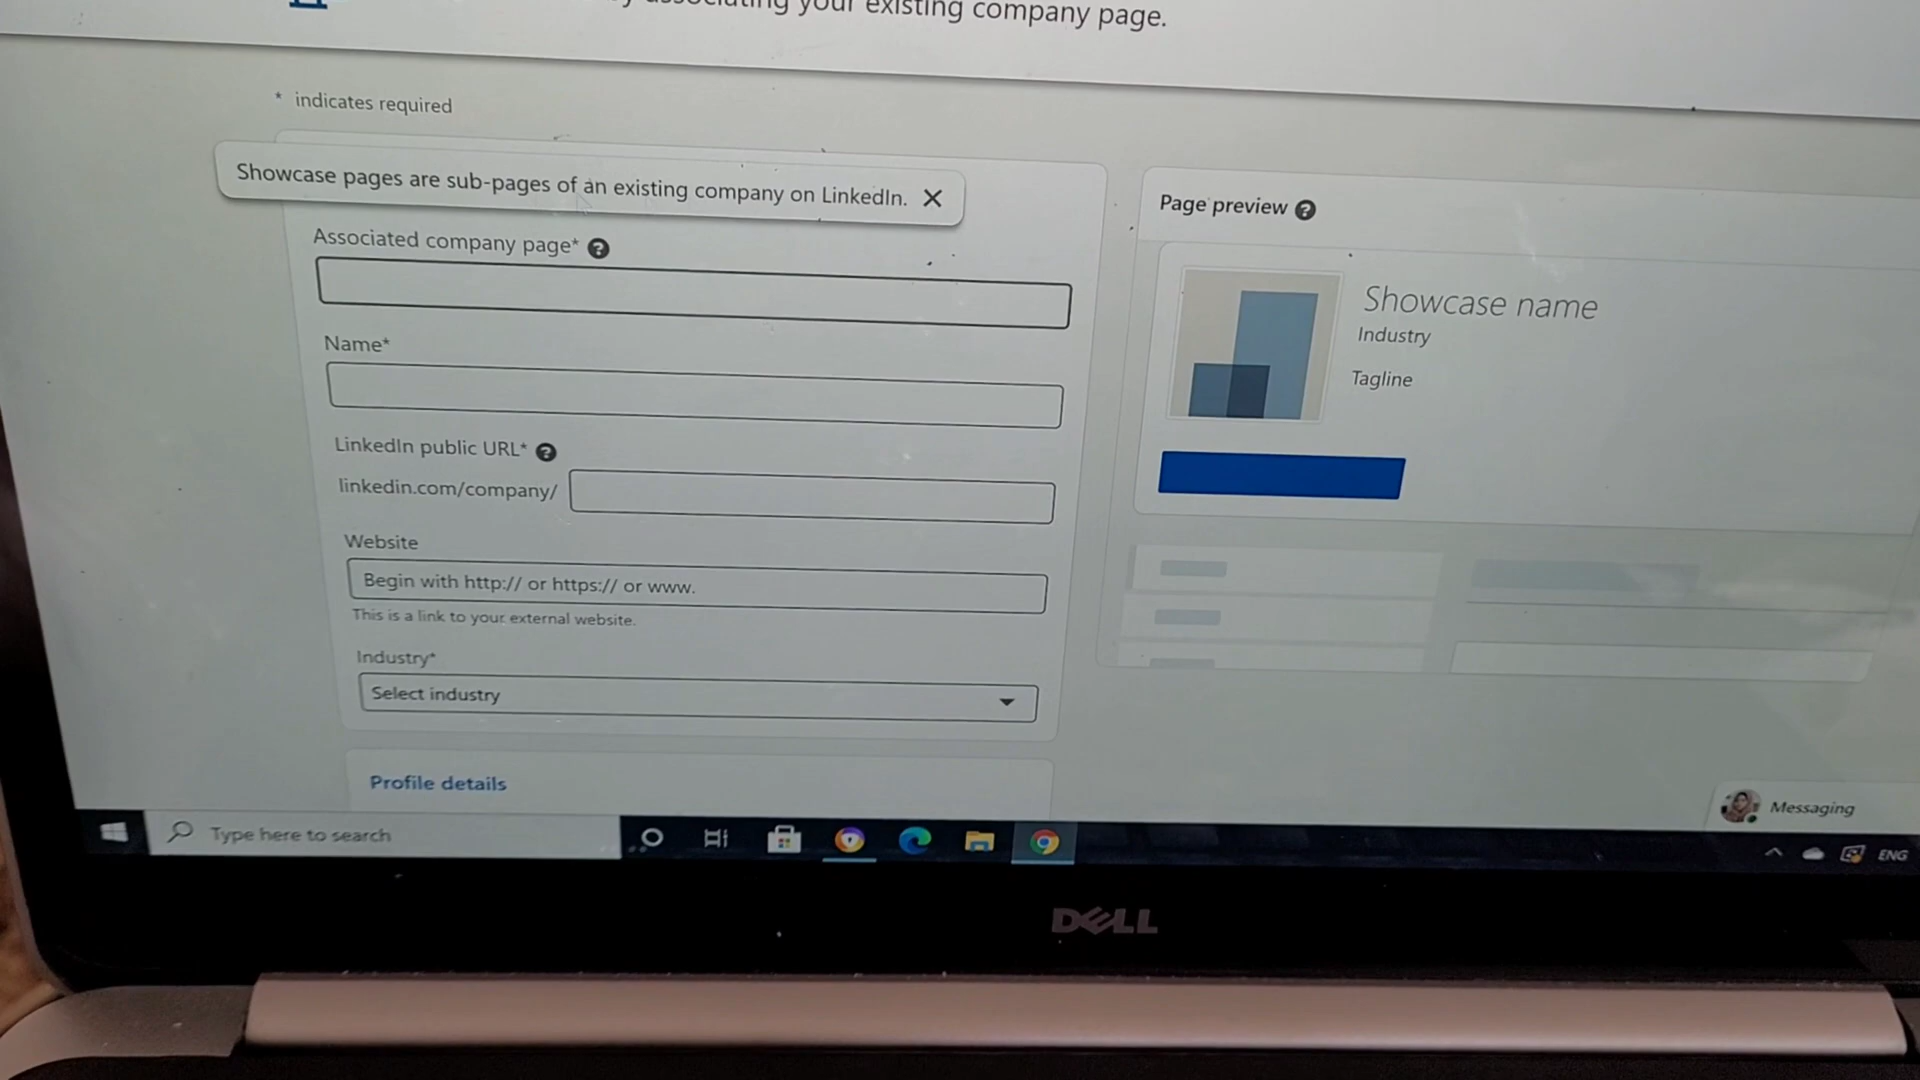 your existing company page.
* indicates required
Showcase pages are sub-pages of an existing company on LinkedIn.
Associated company page*
Name*
LinkedIn public URL*
linkedin.com/company/
Website
Begin with http:// or https:// or www.
This is a link to your external website.
Industry*
Select industry
Profile details
Page preview
Showcase name
Industry
Tagline
Messaging
Type here to search
ENG
DELL